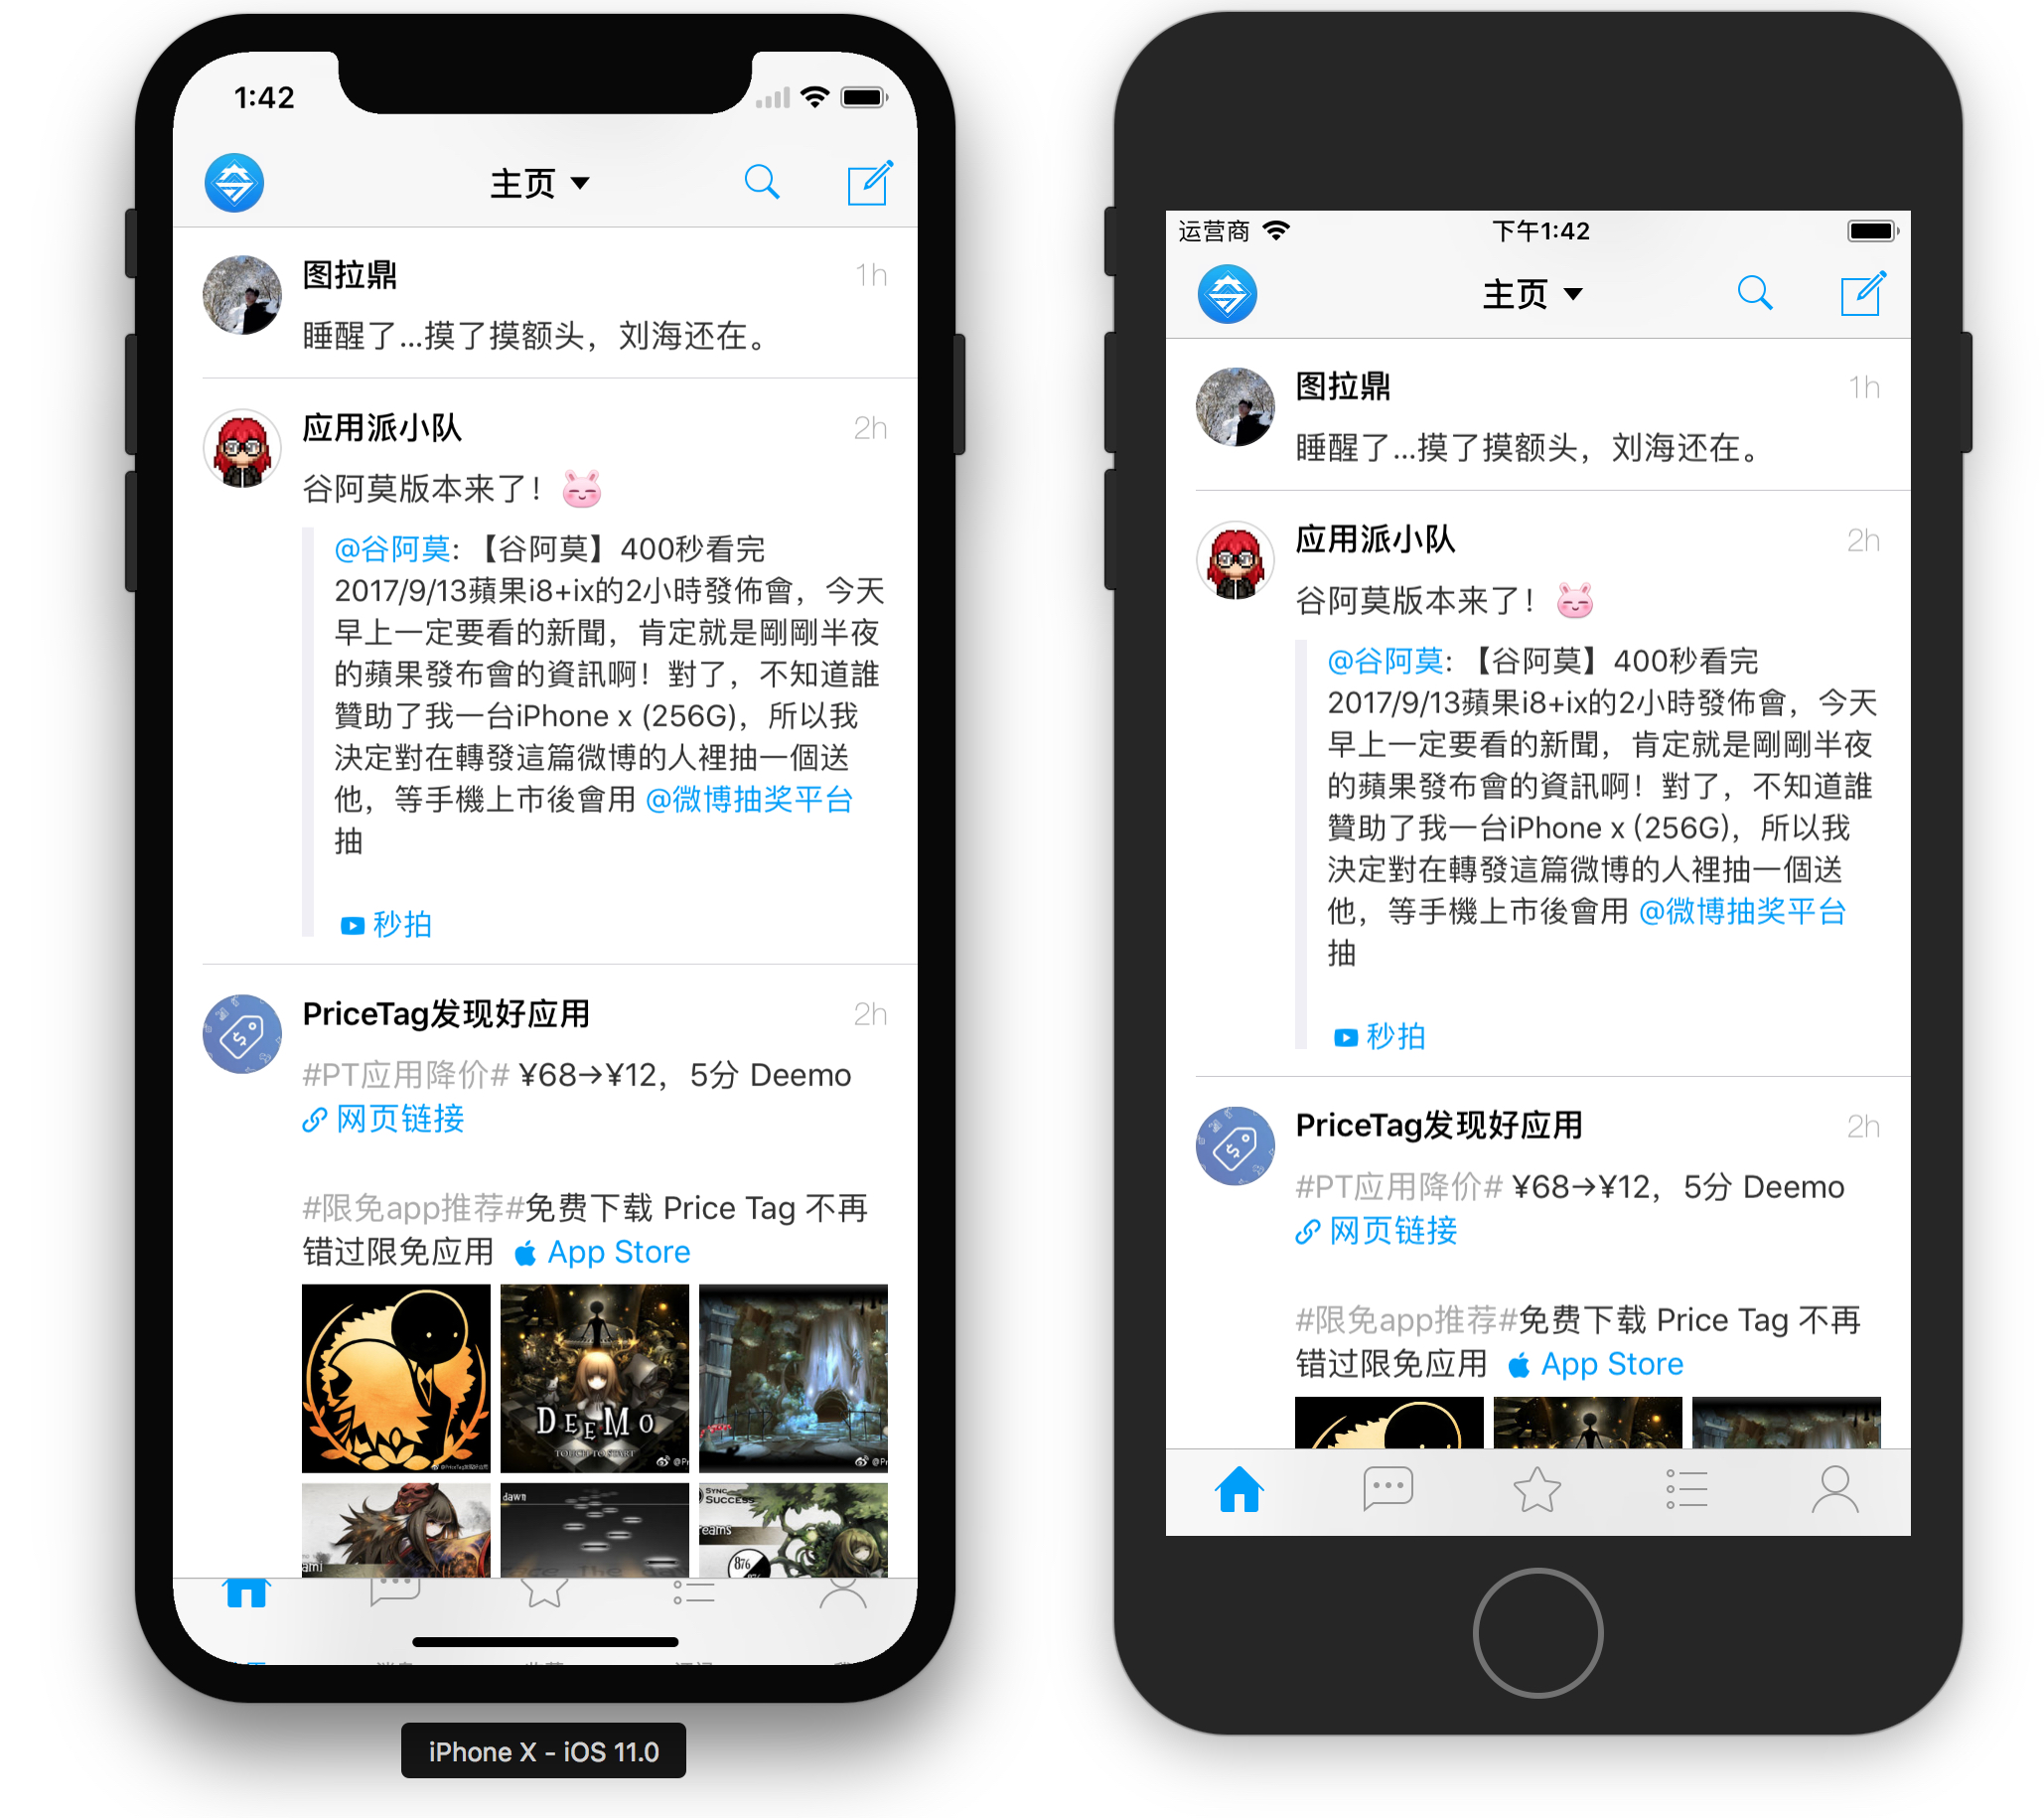 1:42
主页
图拉鼎
1h
睡醒了...摸了摸额头，刘海还在。
应用派小队
2h
谷阿莫版本来了！
@谷阿莫:【谷阿莫】400秒看完
2017/9/13蘋果i8+ix的2小時發佈會，今天
早上一定要看的新聞，肯定就是剛剛半夜
的蘋果發布會的資訊啊！對了，不知道誰
贊助了我一台iPhone x (256G)，所以我
決定對在轉發這篇微博的人裡抽一個送
他，等手機上市後會用 @微博抽奖平台
抽
秒拍
PriceTag发现好应用
2h
#PT应用降价# ¥68→¥12，5分 Deemo
网页链接
#限免app推荐#免费下载 Price Tag 不再
错过限免应用 App Store
DEEMO
TOUCH TO START
dawn
SYNC
SUCCESS
reams
876
iPhone X - iOS 11.0
运营商
下午1:42
主页
图拉鼎
1h
睡醒了...摸了摸额头，刘海还在。
应用派小队
2h
谷阿莫版本来了！
@谷阿莫:【谷阿莫】400秒看完
2017/9/13蘋果i8+ix的2小時發佈會，今天
早上一定要看的新聞，肯定就是剛剛半夜
的蘋果發布會的資訊啊！對了，不知道誰
贊助了我一台iPhone x (256G)，所以我
決定對在轉發這篇微博的人裡抽一個送
他，等手機上市後會用 @微博抽奖平台
抽
秒拍
PriceTag发现好应用
2h
#PT应用降价# ¥68→¥12，5分 Deemo
网页链接
#限免app推荐#免费下载 Price Tag 不再
错过限免应用 App Store